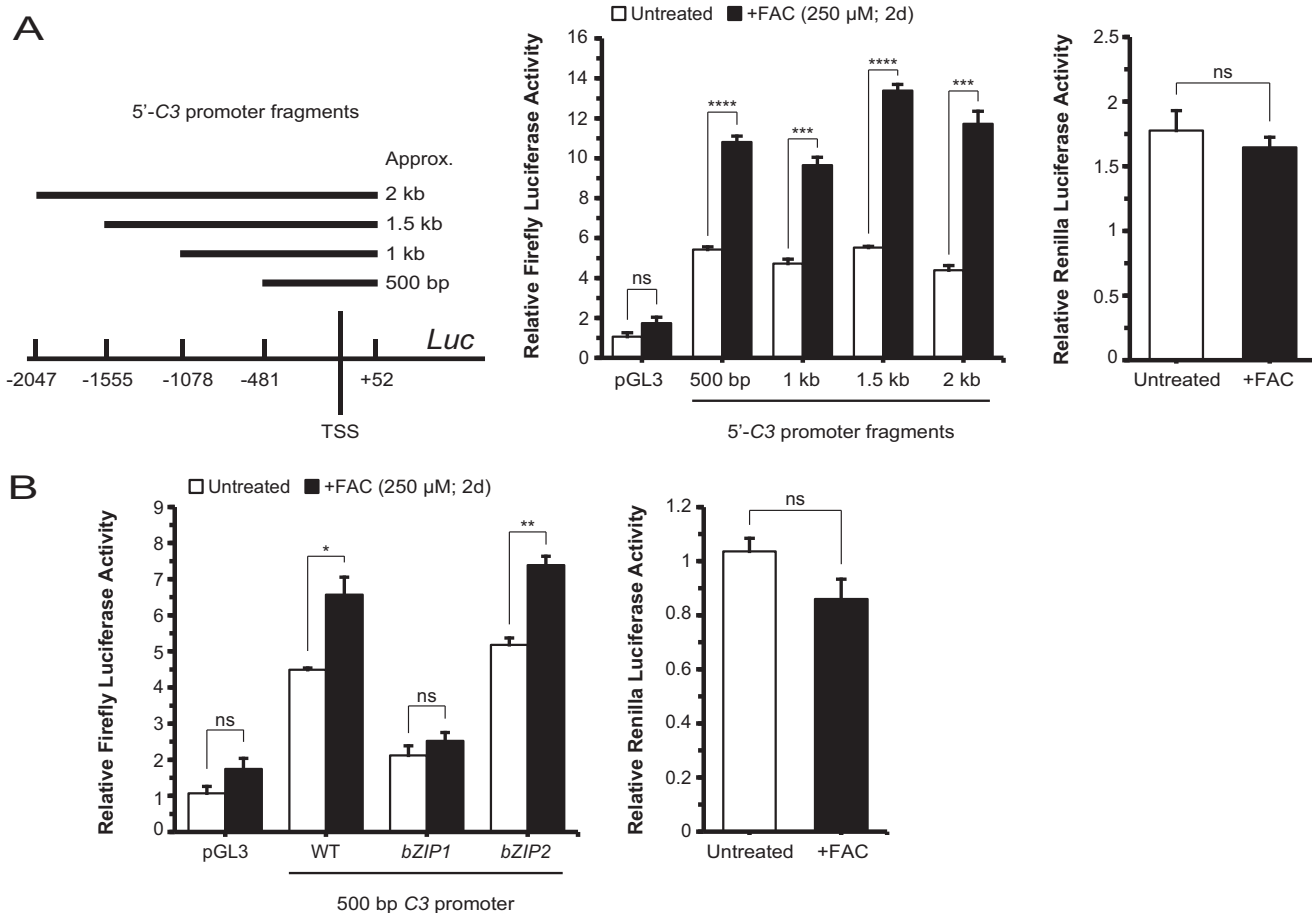 A
5'-C3 promoter fragments
Approx.
2 kb
1.5 kb
1 kb
500 bp
Luc
-2047 -1555 -1078 -481 +52
TSS
Untreated +FAC (250 µM; 2d)
Relative Firefly Luciferase Activity
16
14
12
10
8
6
4
2
0
ns
****
***
****
***
pGL3 500 bp 1 kb 1.5 kb 2 kb
5'-C3 promoter fragments
Relative Renilla Luciferase Activity
2.5
2
1.5
1
0.5
0
ns
Untreated +FAC
B
Untreated +FAC (250 µM; 2d)
Relative Firefly Luciferase Activity
9
8
7
6
5
4
3
2
1
0
ns
*
ns
**
pGL3 WT bZIP1 bZIP2
500 bp C3 promoter
Relative Renilla Luciferase Activity
1.2
1
0.8
0.6
0.4
0.2
0
ns
Untreated +FAC